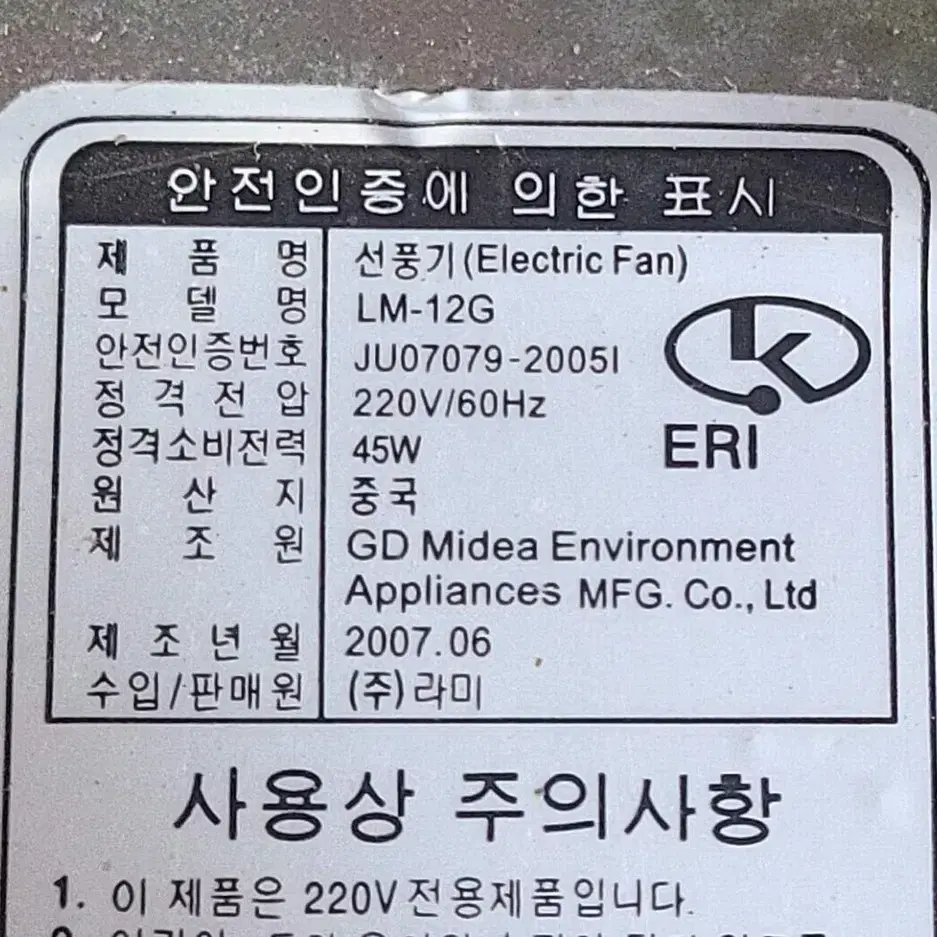 안전인증에 의한 표시
제품명 선풍기(Electric Fan)
모델명 LM-12G
안전인증번호 JU07079-2005I
정격전압 220V/60Hz
정격소비전력 45W
ERI
원산지 중국
제조원 GD Midea Environment
Appliances MFG. Co., Ltd
제조년월 2007.06
수입/판매원 (주)라미
사용상 주의사항
1. 이 제품은 220V전용제품입니다.